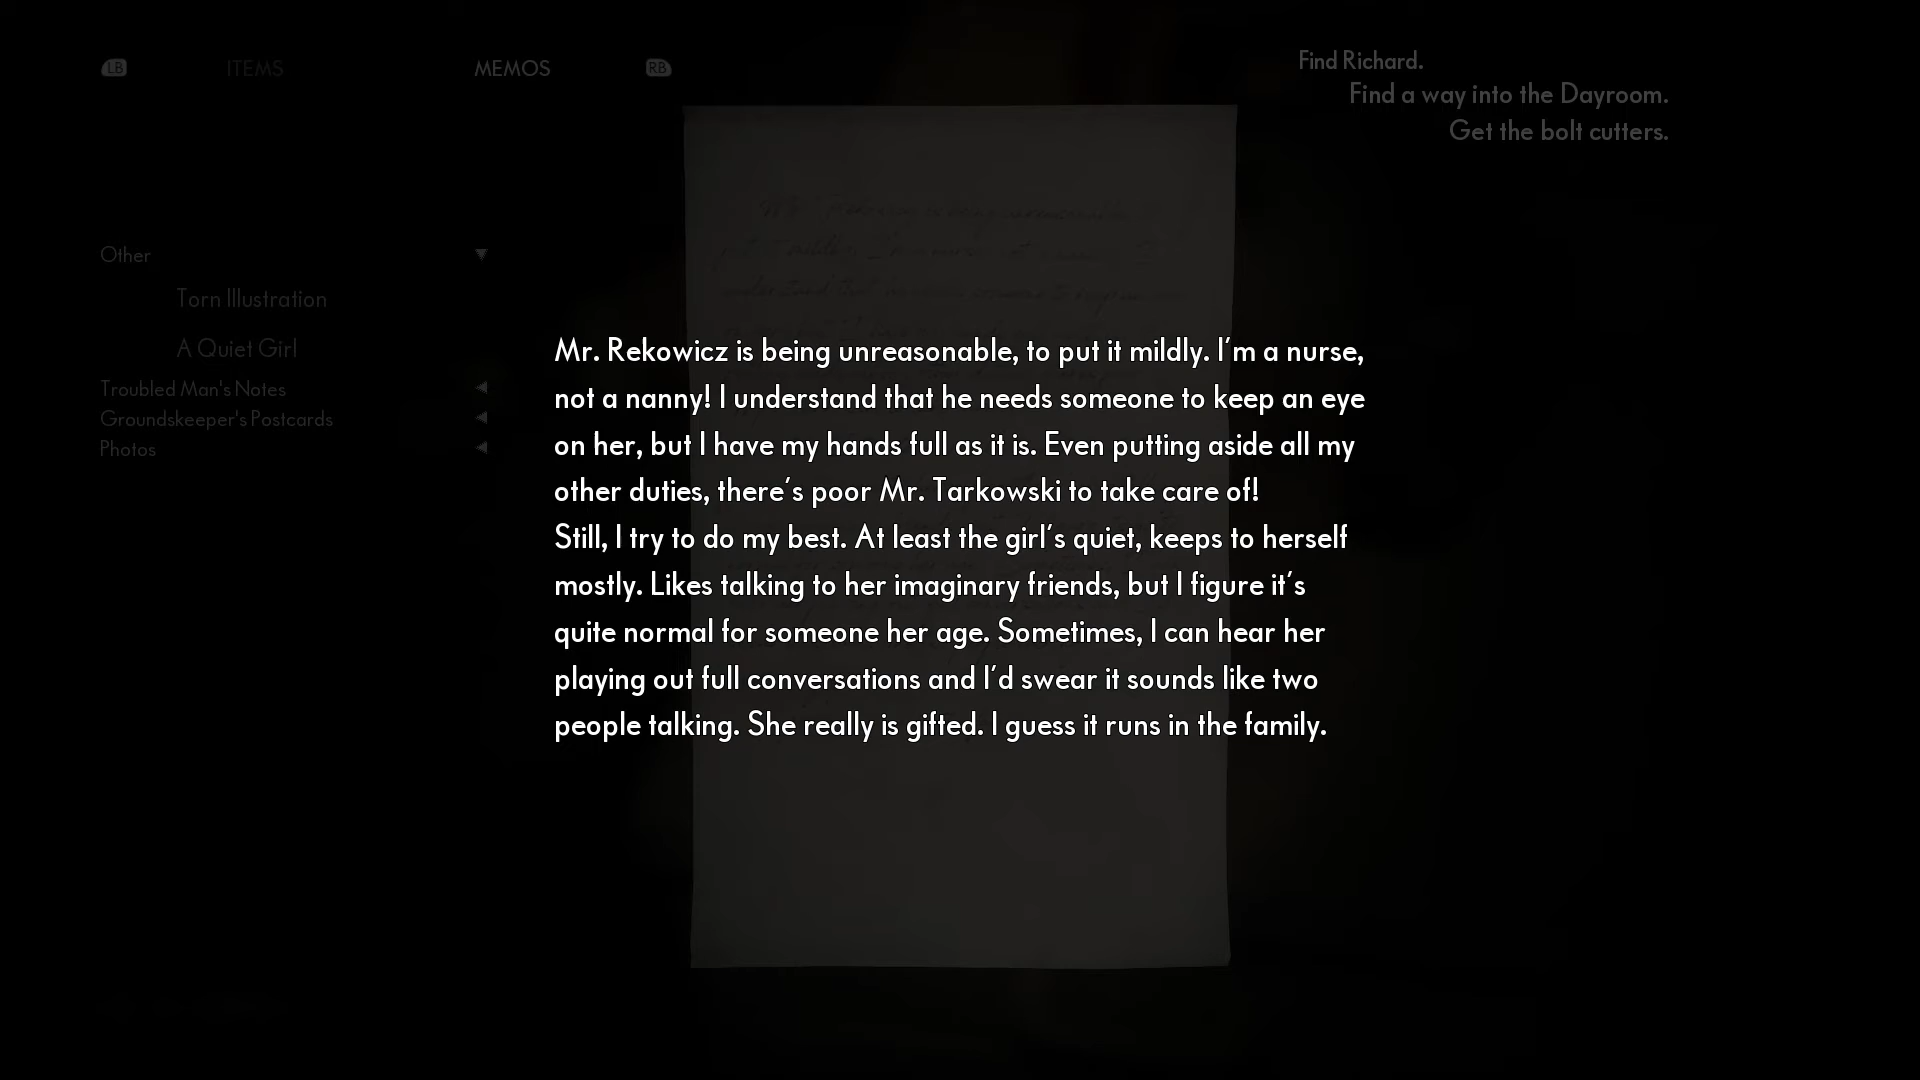 LB ITEMS MEMOS RB
Find Richard.
Find a way into the Dayroom.
Get the bolt cutters.
Other
Torn Illustration
A Quiet Girl
Troubled Man's Notes
Groundskeeper's Postcards
Photos
Mr. Rekowicz is being unreasonable, to put it mildly. I'm a nurse,
not a nanny! I understand that he needs someone to keep an eye
on her, but I have my hands full as it is. Even putting aside all my
other duties, there's poor Mr. Tarkowski to take care of!
Still, I try to do my best. At least the girl's quiet, keeps to herself
mostly. Likes talking to her imaginary friends, but I figure it's
quite normal for someone her age. Sometimes, I can hear her
playing out full conversations and I'd swear it sounds like two
people talking. She really is gifted. I guess it runs in the family.